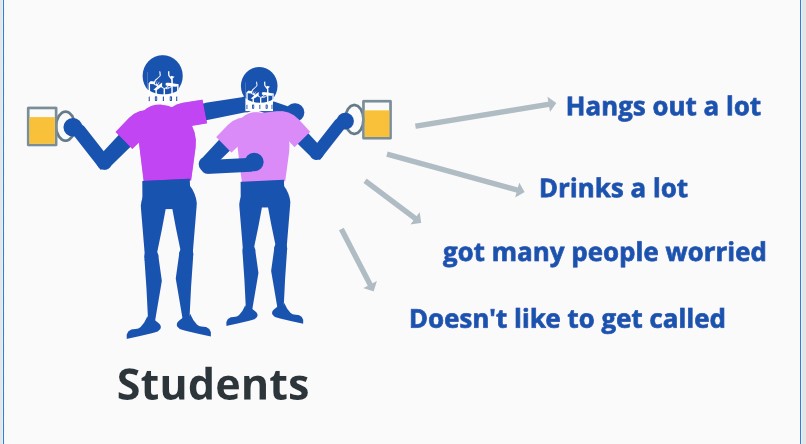 Hangs out a lot
Drinks a lot
got many people worried
Doesn't like to get called
Students